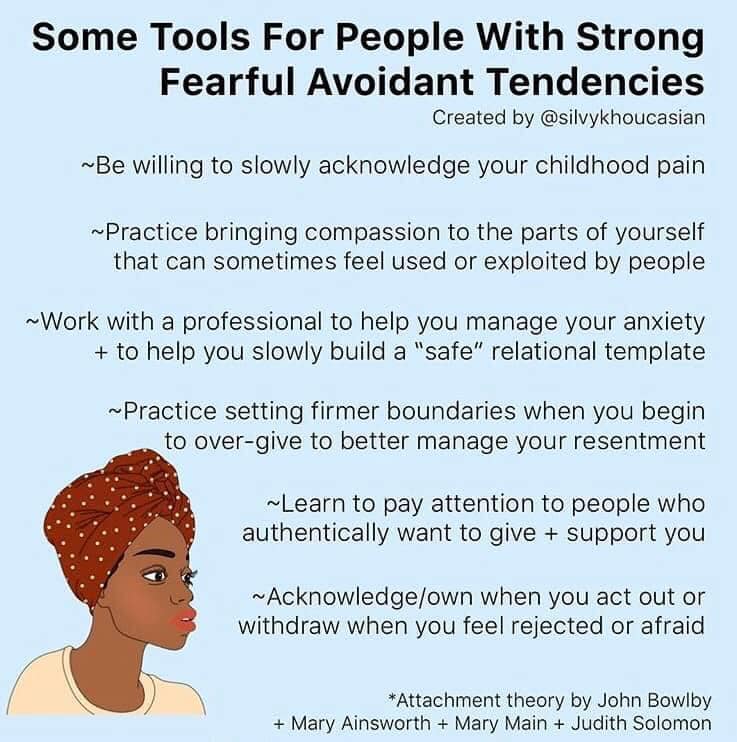 Some Tools For People With Strong
Fearful Avoidant Tendencies
Created by @silvykhoucasian
~Be willing to slowly acknowledge your childhood pain
~Practice bringing compassion to the parts of yourself
that can sometimes feel used or exploited by people
~Work with a professional to help you manage your anxiety
+ to help you slowly build a "safe" relational template
~Practice setting firmer boundaries when you begin
to over-give to better manage your resentment
~Learn to pay attention to people who
authentically want to give + support you
~Acknowledge/own when you act out or
withdraw when you feel rejected or afraid
*Attachment theory by John Bowlby
+ Mary Ainsworth + Mary Main + Judith Solomon